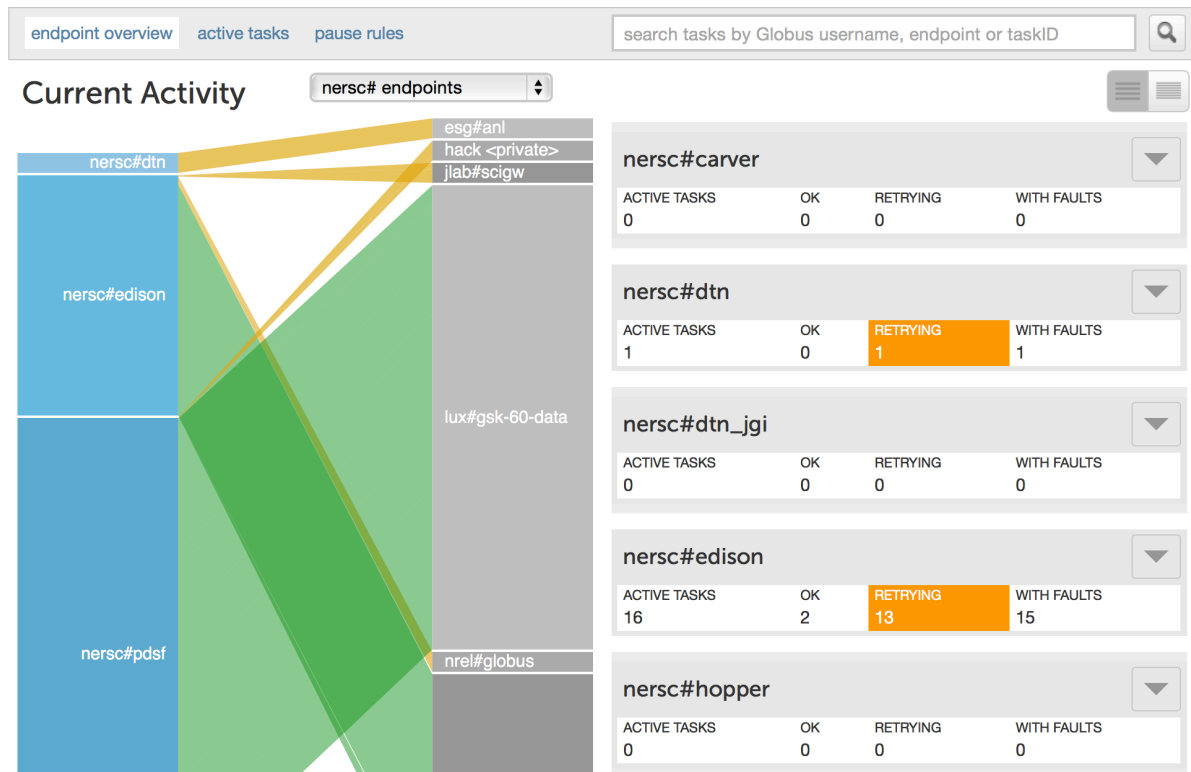 endpoint overview active tasks pause rules search tasks by Globus username, endpoint or taskID
Current Activity nersc# endpoints
nersc#dtn
nersc#edison
nersc#pdsf
esg#anl
hack <private>
jlab#scigw
lux#gsk-60-data
nrel#globus
nersc#carver
ACTIVE TASKS OK RETRYING WITH FAULTS
0 0 0 0
nersc#dtn
ACTIVE TASKS OK RETRYING WITH FAULTS
1 0 1 1
nersc#dtn_jgi
ACTIVE TASKS OK RETRYING WITH FAULTS
0 0 0 0
nersc#edison
ACTIVE TASKS OK RETRYING WITH FAULTS
16 2 13 15
nersc#hopper
ACTIVE TASKS OK RETRYING WITH FAULTS
0 0 0 0